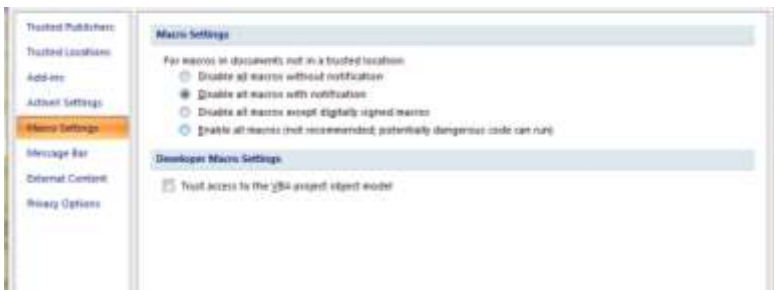 Trusted Publishers
Trusted Locations
Add-ins
ActiveX Settings
Macro Settings
Message Bar
External Content
Privacy Options
Macro Settings
For macros in documents not in a trusted location:
Disable all macros without notification
Disable all macros with notification
Disable all macros except digitally signed macros
Enable all macros (not recommended; potentially dangerous code can run)
Developer Macro Settings
Trust access to the VBA project object model